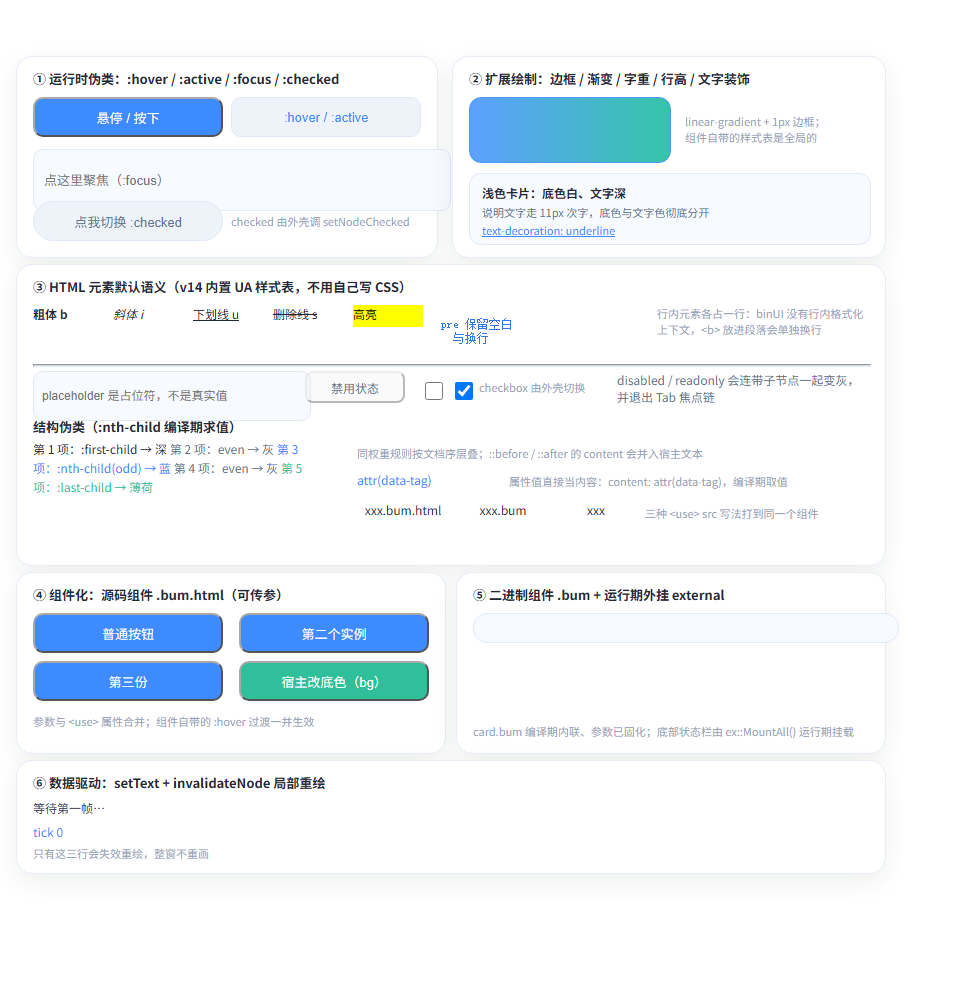 ① 运行时伪类：:hover / :active / :focus / :checked
悬停 / 按下
:hover / :active
点这里聚焦（:focus）
点我切换 :checked
checked 由外壳调 setNodeChecked
② 扩展绘制：边框 / 渐变 / 字重 / 行高 / 文字装饰
linear-gradient + 1px 边框；
组件自带的样式表是全局的
浅色卡片：底色白、文字深
说明文字走 11px 次字，底色与文字色彻底分开
text-decoration: underline
③ HTML 元素默认语义（v14 内置 UA 样式表，不用自己写 CSS）
粗体 b
斜体 i
下划线 u
删除线 s
高亮
pre 保留空白
与换行
行内元素各占一行：binUI 没有行内格式化
上下文，<b> 放进段落会单独换行
placeholder 是占位符，不是真实值
禁用状态
checkbox 由外壳切换
disabled / readonly 会连带子节点一起变灰，
并退出 Tab 焦点链
结构伪类（:nth-child 编译期求值）
第 1 项：:first-child → 深 第 2 项：even → 灰 第 3
项：:nth-child(odd) → 蓝 第 4 项：even → 灰 第 5
项：:last-child → 薄荷
同权重规则按文档序层叠；::before / ::after 的 content 会并入宿主文本
attr(data-tag)
属性值直接当内容：content: attr(data-tag)，编译期取值
xxx.bum.html
xxx.bum
xxx
三种 <use> src 写法打到同一个组件
④ 组件化：源码组件 .bum.html（可传参）
普通按钮
第二个实例
第三份
宿主改底色（bg）
参数与 <use> 属性合并；组件自带的 :hover 过渡一并生效
⑤ 二进制组件 .bum + 运行期外挂 external
card.bum 编译期内联、参数已固化；底部状态栏由 ex::MountAll() 运行期挂载
⑥ 数据驱动：setText + invalidateNode 局部重绘
等待第一帧…
tick 0
只有这三行会失效重绘，整窗不重画